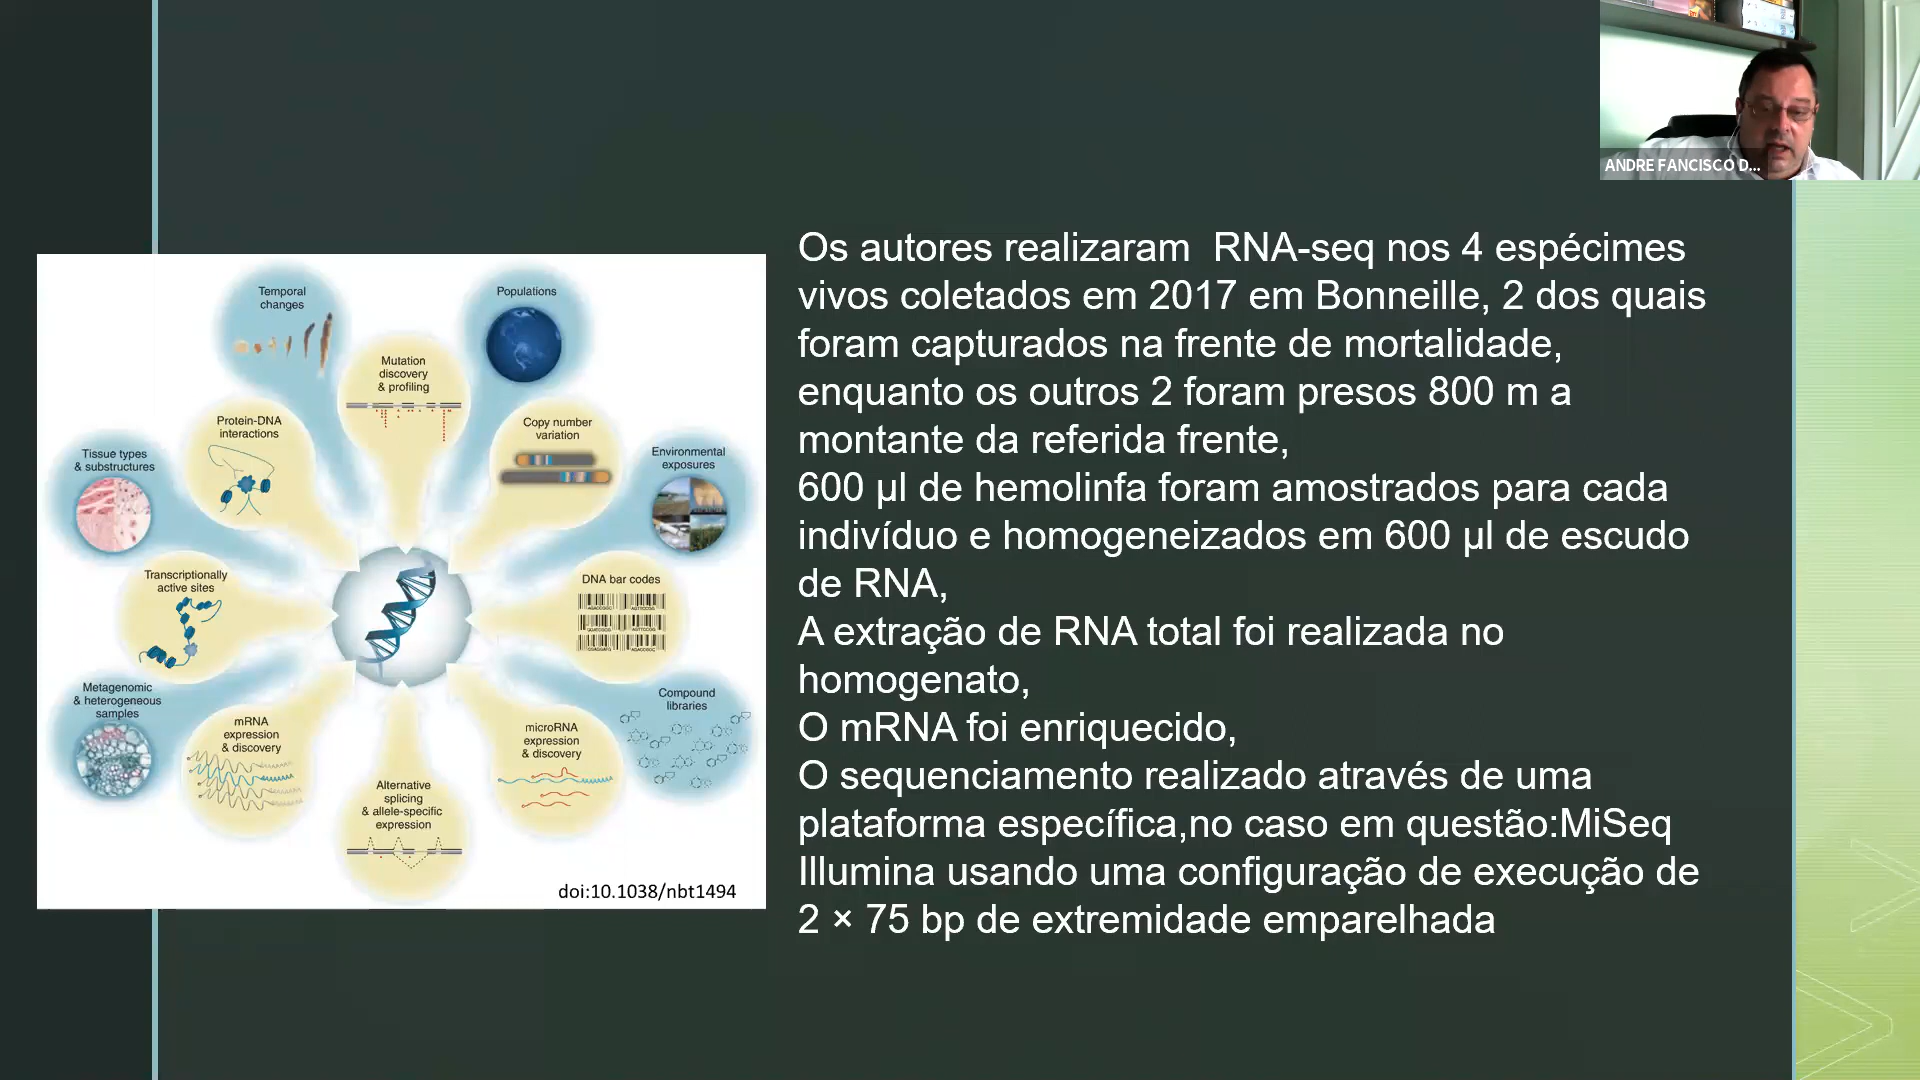 ANDRE FANCISCO D...
Os autores realizaram  RNA-seq nos 4 espécimes
vivos coletados em 2017 em Bonneille, 2 dos quais
foram capturados na frente de mortalidade,
enquanto os outros 2 foram presos 800 m a
montante da referida frente,
600 µl de hemolinfa foram amostrados para cada
indivíduo e homogeneizados em 600 µl de escudo
de RNA,
A extração de RNA total foi realizada no
homogenato,
O mRNA foi enriquecido,
O sequenciamento realizado através de uma
plataforma específica,no caso em questão:MiSeq
Illumina usando uma configuração de execução de
2 × 75 bp de extremidade emparelhada
Temporal
changes
Populations
Mutation
discovery
& profiling
Protein-DNA
interactions
Copy number
variation
Tissue types
& substructures
Environmental
exposures
Transcriptionally
active sites
DNA bar codes
Metagenomic
& heterogeneous
samples
Compound
libraries
mRNA
expression
& discovery
microRNA
expression
& discovery
Alternative
splicing
& allele-specific
expression
doi:10.1038/nbt1494